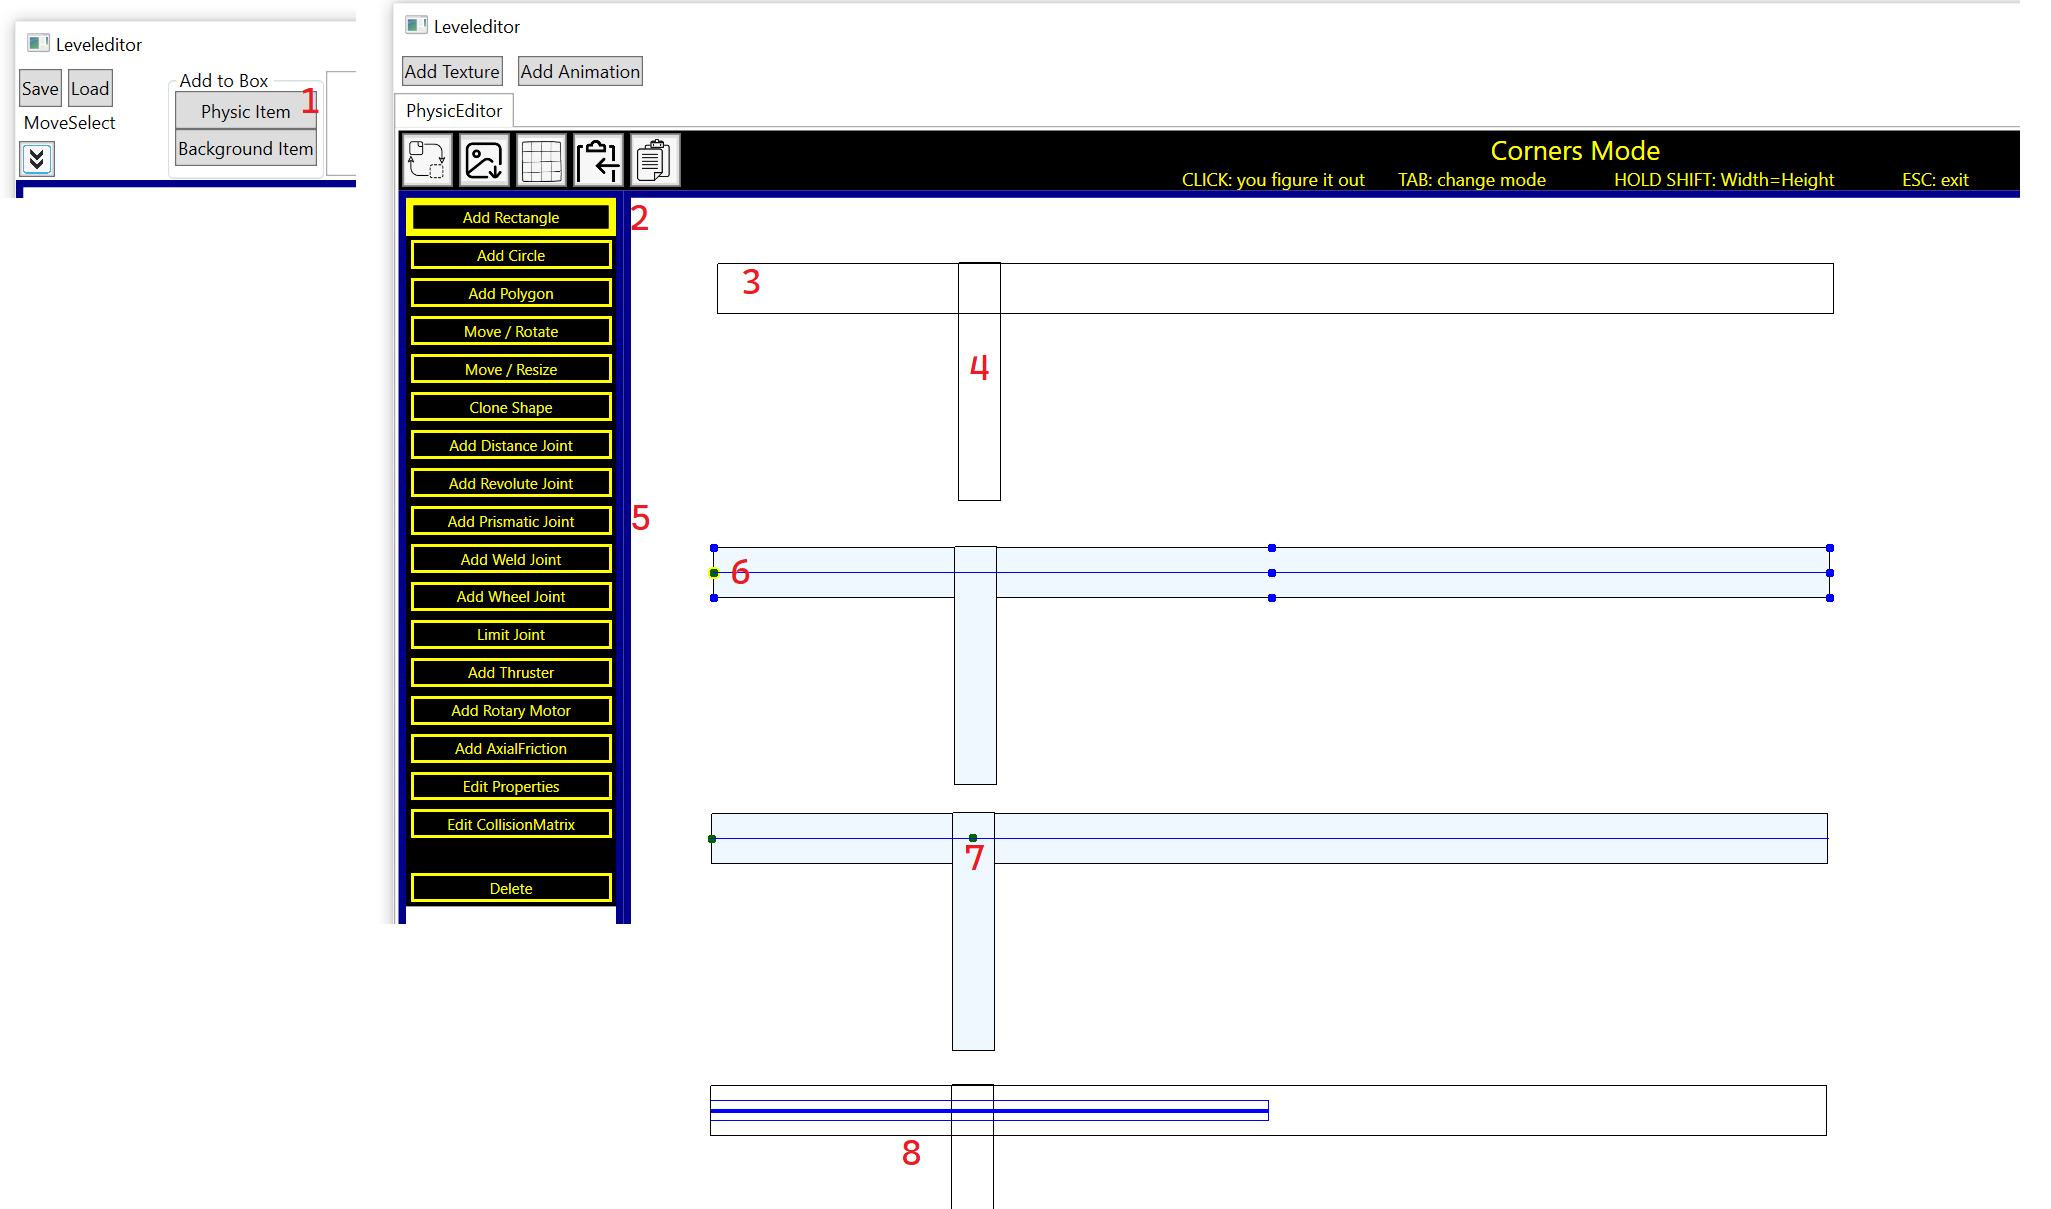 Leveleditor
Save Load
MoveSelect
Add to Box
Physic Item 1
Background Item
Leveleditor
Add Texture Add Animation
PhysicEditor
Corners Mode
CLICK: you figure it out TAB: change mode HOLD SHIFT: Width=Height ESC: exit
Add Rectangle 2
Add Circle
Add Polygon
Move / Rotate
Move / Resize
Clone Shape
Add Distance Joint
Add Revolute Joint
Add Prismatic Joint 5
Add Weld Joint
Add Wheel Joint
Limit Joint
Add Thruster
Add Rotary Motor
Add AxialFriction
Edit Properties
Edit CollisionMatrix
Delete
3
4
6
7
8